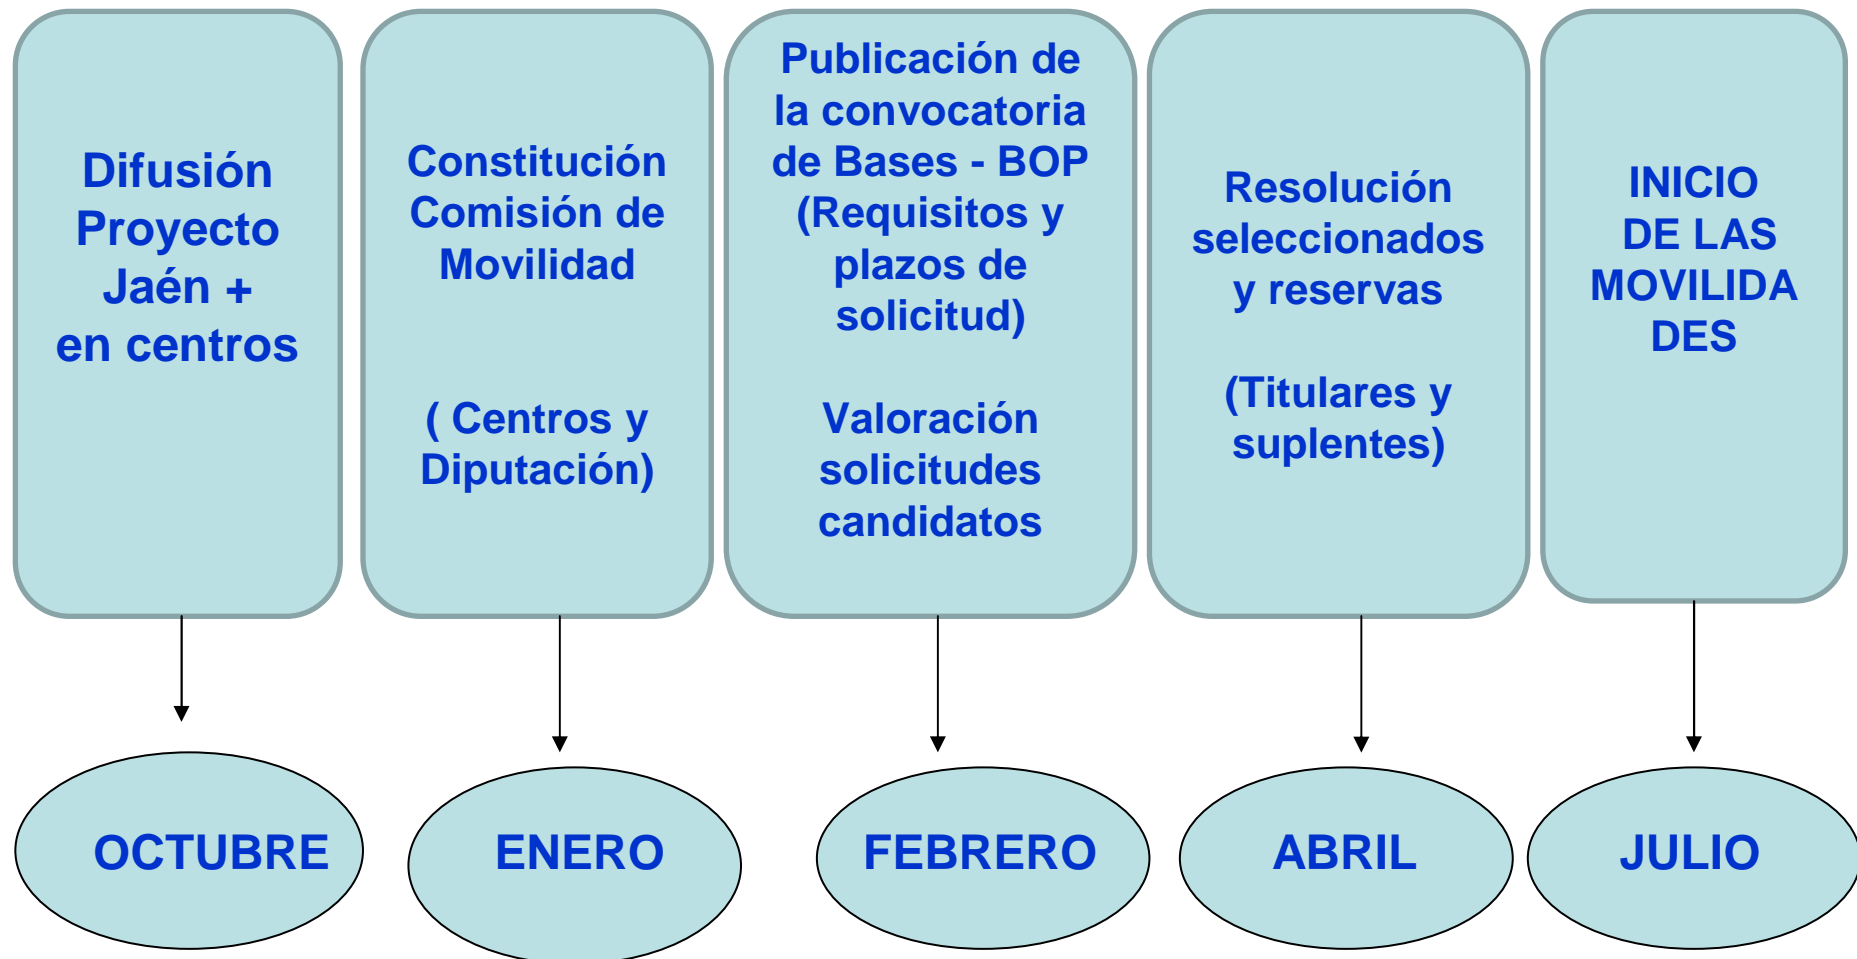 Difusión
Proyecto
Jaén +
en centros
Constitución
Comisión de
Movilidad
( Centros y
Diputación)
Publicación de
la convocatoria
de Bases - BOP
(Requisitos y
plazos de
solicitud)
Valoración
solicitudes
candidatos
Resolución
seleccionados
y reservas
(Titulares y
suplentes)
INICIO
DE LAS
MOVILIDA
DES
OCTUBRE
ENERO
FEBRERO
ABRIL
JULIO